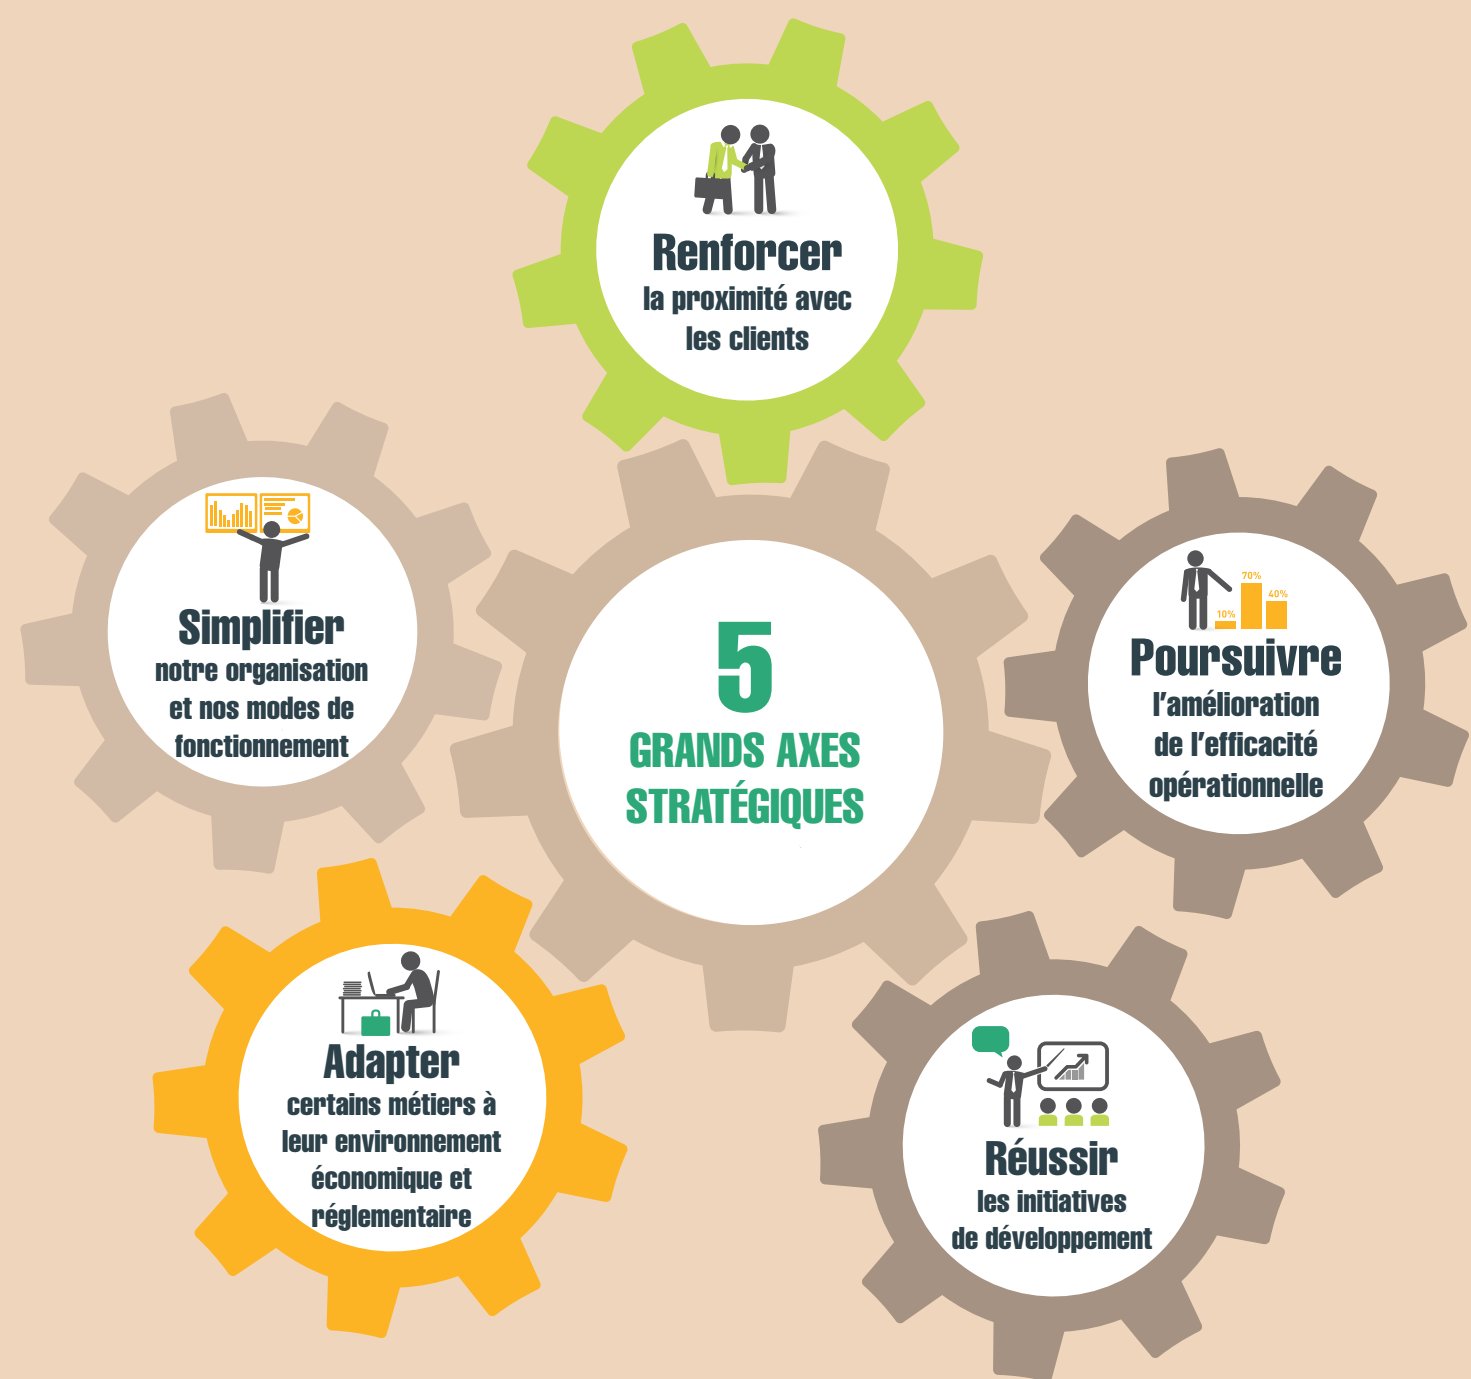 Renforcer
la proximité avec
les clients
Simplifier
notre organisation
et nos modes de
fonctionnement
5
GRANDS AXES
STRATÉGIQUES
10%
70%
40%
Poursuivre
l’amélioration
de l’efficacité
opérationnelle
Adapter
certains métiers à
leur environnement
économique et
réglementaire
Réussir
les initiatives
de développement